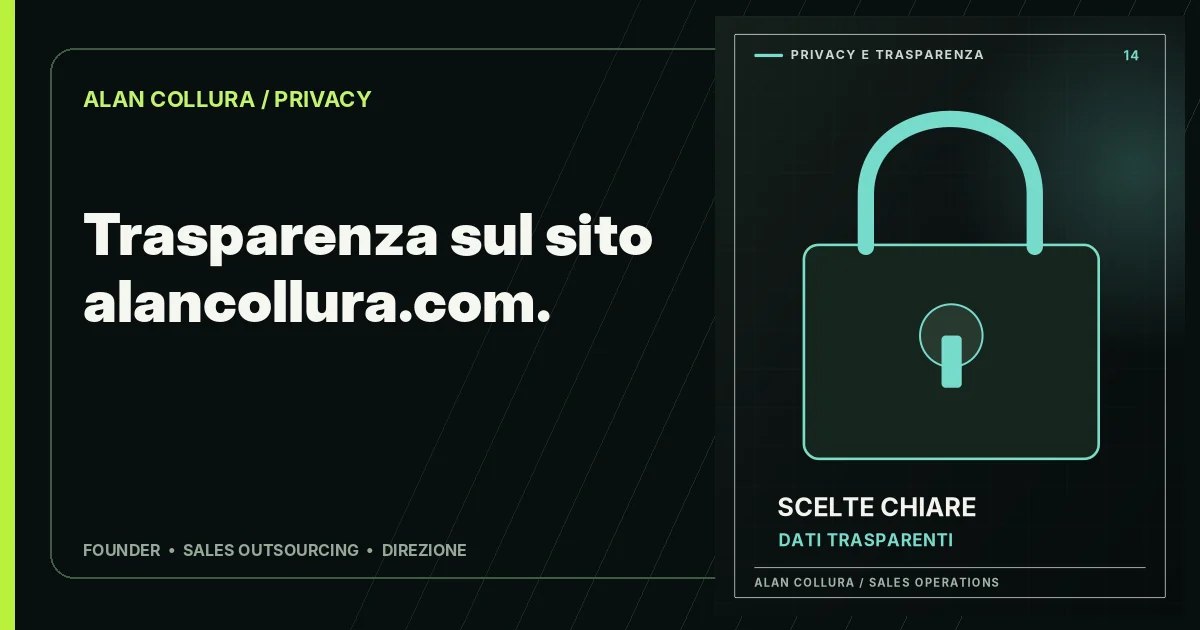 ALAN COLLURA / PRIVACY
Trasparenza sul sito
alancollura.com.
FOUNDER • SALES OUTSOURCING • DIREZIONE
PRIVACY E TRASPARENZA
14
SCELTE CHIARE
DATI TRASPARENTI
ALAN COLLURA / SALES OPERATIONS